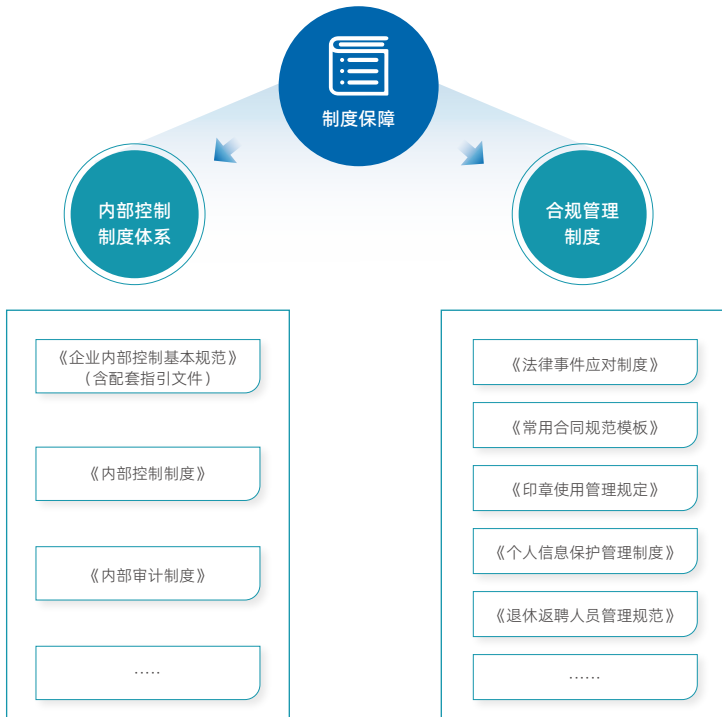 制度保障
内部控制
制度体系
《企业内部控制基本规范》
（含配套指引文件）
《内部控制制度》
《内部审计制度》
·····
合规管理
制度
《法律事件应对制度》
《常用合同规范模板》
《印章使用管理规定》
《个人信息保护管理制度》
《退休返聘人员管理规范》
······